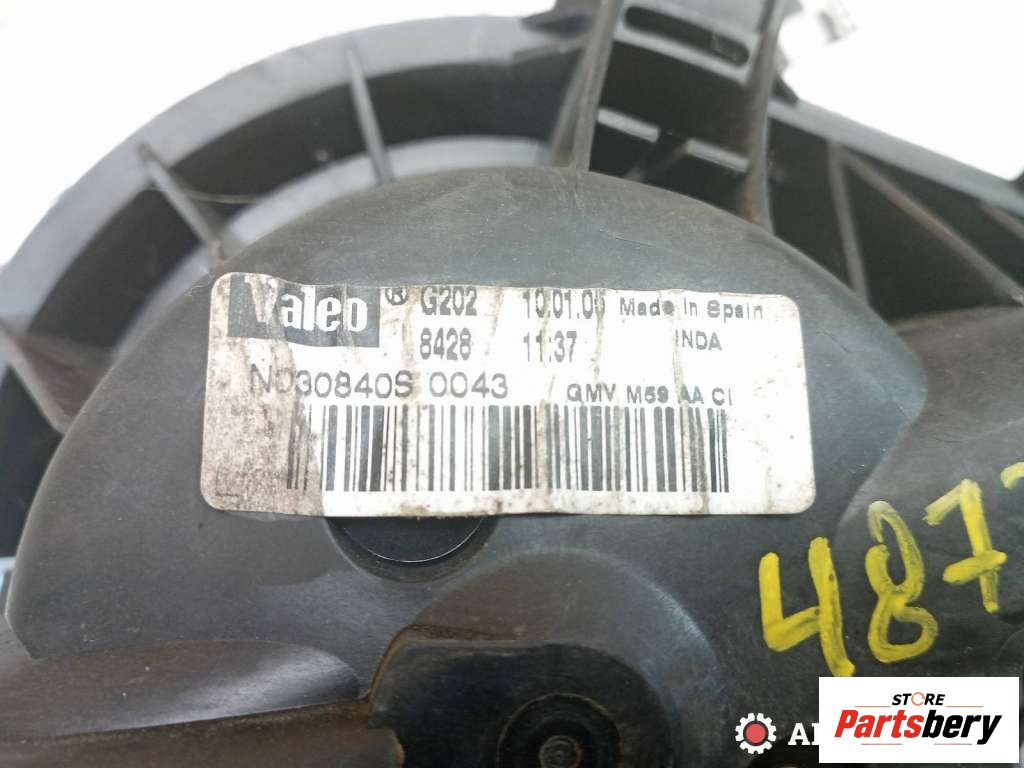 Valeo ® G202 10.01.0 Made in Spain
8428 11:37 INDA
N030840S 0043 GMV M59 AA CI
487
STORE
Partsbery